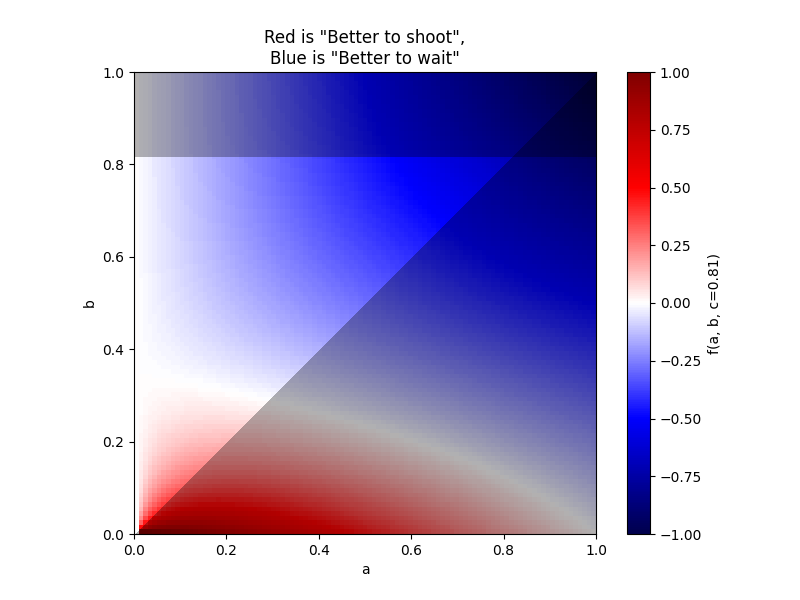 Red is "Better to shoot",
Blue is "Better to wait"
1.0
0.8
0.6
0.4
0.2
0.0
b
0.0 0.2 0.4 0.6 0.8 1.0
a
1.00
0.75
0.50
0.25
0.00
−0.25
−0.50
−0.75
−1.00
f(a, b, c=0.81)